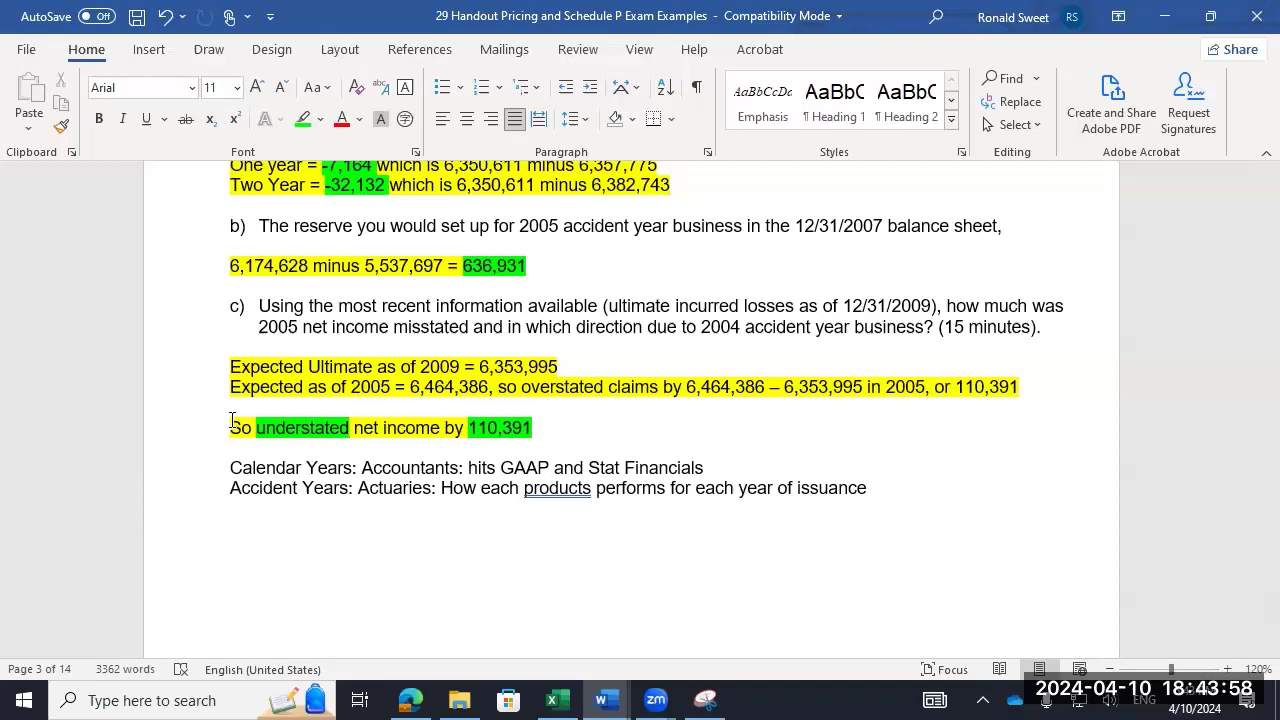 AutoSave Off 29 Handout Pricing and Schedule P Exam Examples - Compatibility Mode Ronald Sweet RS
File Home Insert Draw Design Layout References Mailings Review View Help Acrobat Share
Paste Arial 11 Aa AaBbCcDc AaBbC AaBbC Find
Replace Create and Share Request
Emphasis ¶ Heading 1 ¶ Heading 2 Select Adobe PDF Signatures
Clipboard Font Paragraph Styles Editing Adobe Acrobat
One year = -7,164 which is 6,350,611 minus 6,357,775
Two Year = -32,132 which is 6,350,611 minus 6,382,743
b) The reserve you would set up for 2005 accident year business in the 12/31/2007 balance sheet,
6,174,628 minus 5,537,697 = 636,931
c) Using the most recent information available (ultimate incurred losses as of 12/31/2009), how much was
2005 net income misstated and in which direction due to 2004 accident year business? (15 minutes).
Expected Ultimate as of 2009 = 6,353,995
Expected as of 2005 = 6,464,386, so overstated claims by 6,464,386 – 6,353,995 in 2005, or 110,391
So understated net income by 110,391
Calendar Years: Accountants: hits GAAP and Stat Financials
Accident Years: Actuaries: How each products performs for each year of issuance
Page 3 of 14 3362 words English (United States) Focus 120%
Type here to search ENG 2024-04-10 18:43:58
4/10/2024